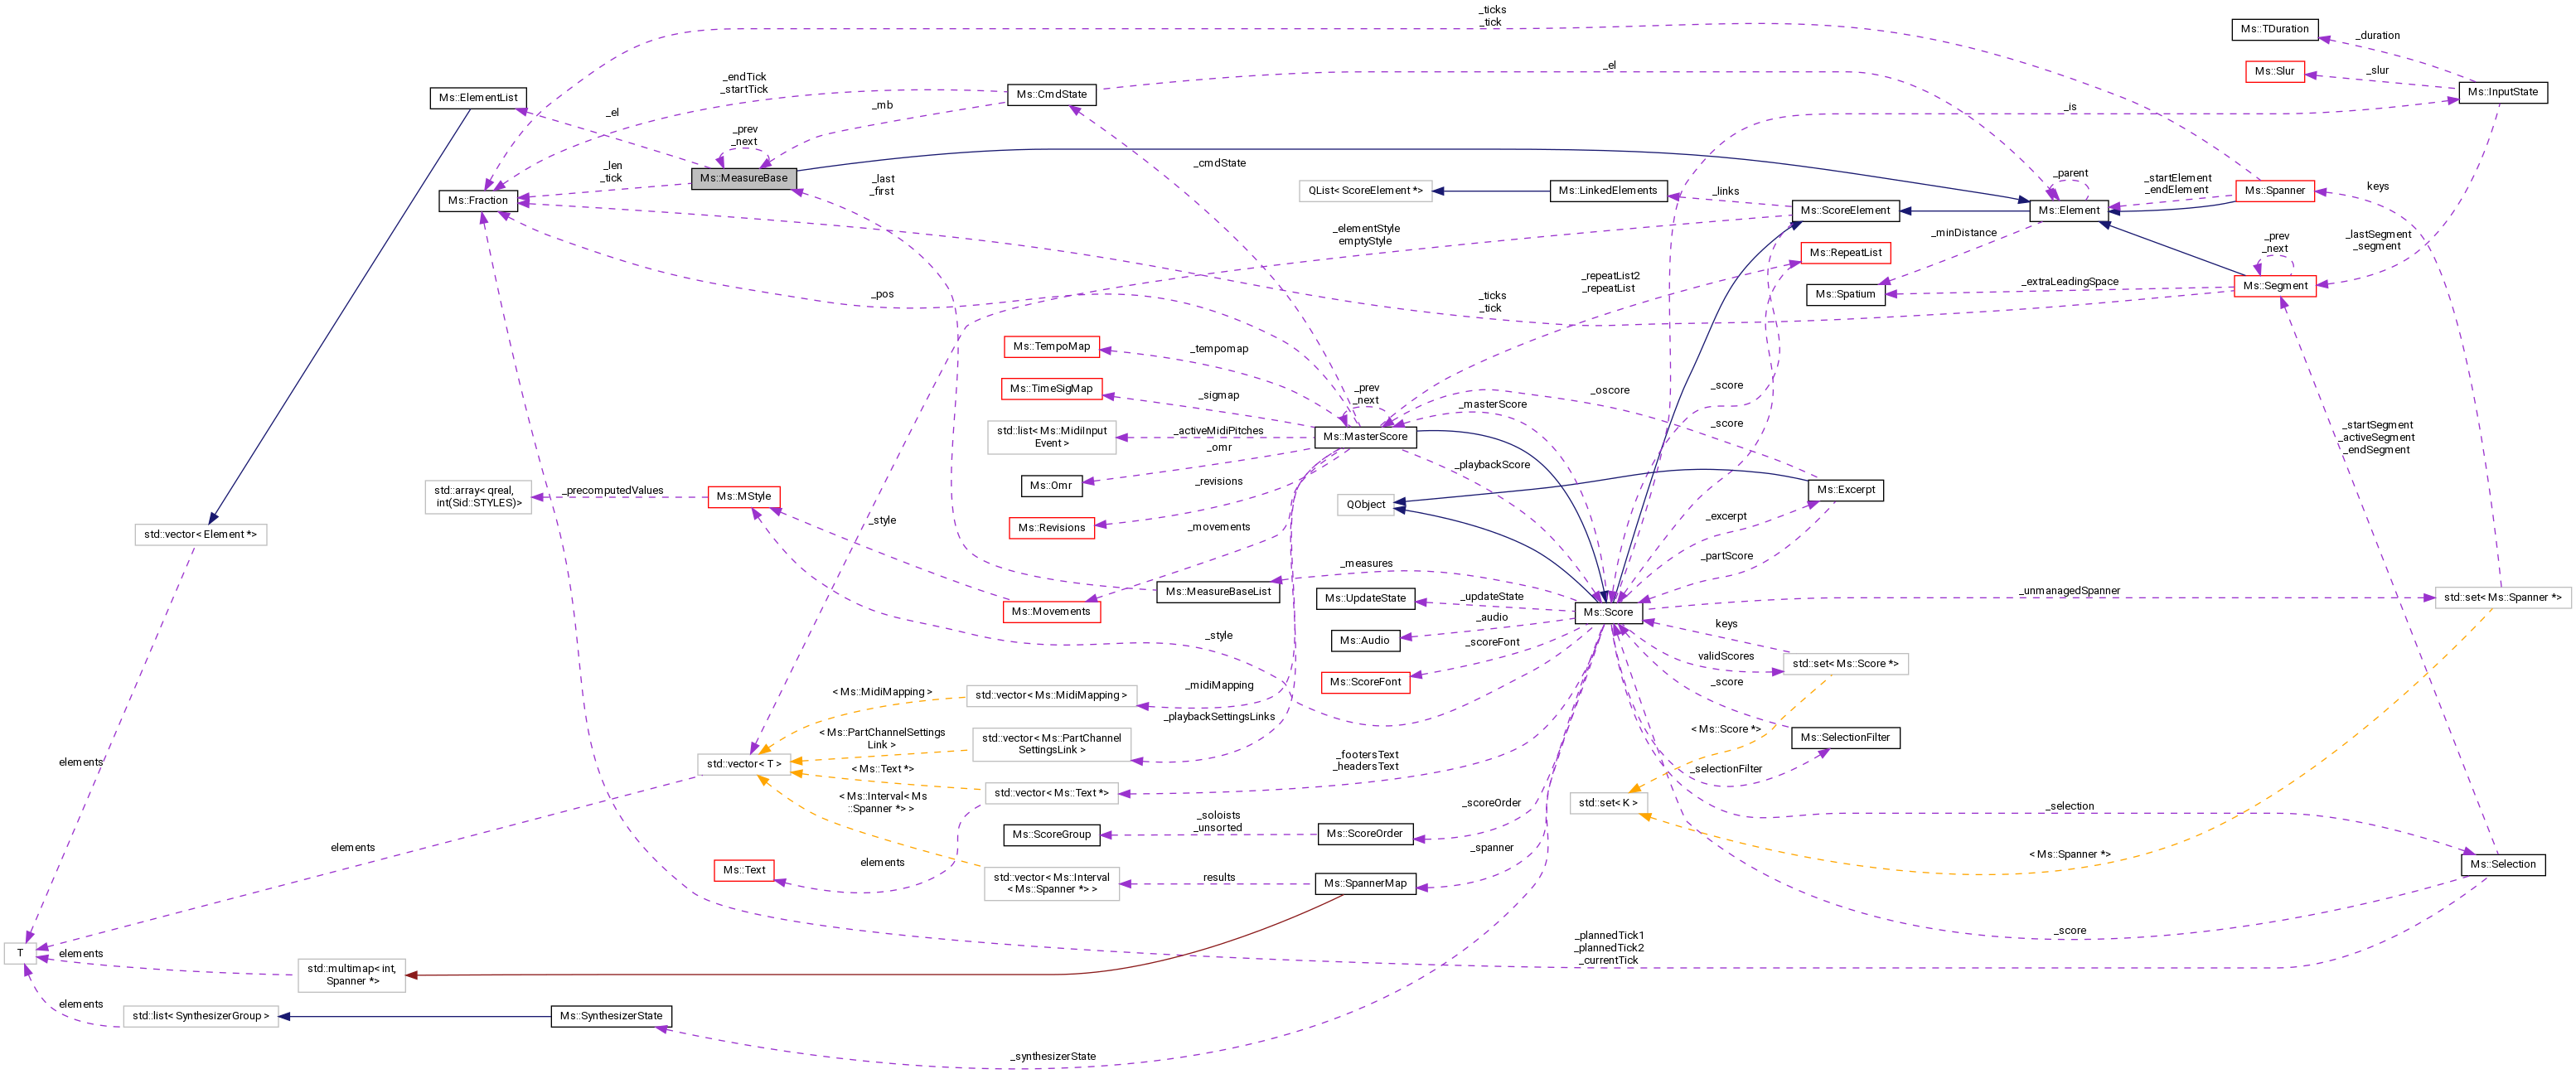 _ticks
_tick
Ms::TDuration
_duration
_endTick
_startTick
_el
Ms::Slur
_slur
Ms::ElementList
Ms::CmdState
Ms::InputState
_el
_mb
_is
_prev
_next
_len
_tick
Ms::MeasureBase
_last
_first
_cmdState
QList< ScoreElement *>
Ms::LinkedElements
_links
_parent
_startElement
_endElement
Ms::Spanner
keys
Ms::Fraction
Ms::ScoreElement
Ms::Element
_elementStyle
emptyStyle
_minDistance
_prev
_next
_lastSegment
_segment
Ms::RepeatList
_repeatList2
_repeatList
_extraLeadingSpace
Ms::Segment
_pos
_ticks
_tick
Ms::Spatium
Ms::TempoMap
_tempomap
Ms::TimeSigMap
_sigmap
_prev
_next
_masterScore
_oscore
_score
std::list< Ms::MidiInput
Event >
_activeMidiPitches
Ms::MasterScore
_score
_startSegment
_activeSegment
_endSegment
_omr
Ms::Omr
_playbackScore
std::array< qreal,
int(Sid::STYLES)>
_precomputedValues
Ms::MStyle
_revisions
Ms::Excerpt
QObject
_style
Ms::Revisions
_movements
_excerpt
std::vector< Element *>
_partScore
_measures
Ms::MeasureBaseList
Ms::UpdateState
_updateState
_unmanagedSpanner
std::set< Ms::Spanner *>
Ms::Movements
Ms::Score
_audio
keys
_style
Ms::Audio
_scoreFont
validScores
std::set< Ms::Score *>
Ms::ScoreFont
_score
< Ms::MidiMapping >
std::vector< Ms::MidiMapping >
_midiMapping
_playbackSettingsLinks
< Ms::PartChannelSettings
Link >
std::vector< Ms::PartChannel
SettingsLink >
< Ms::Score *>
Ms::SelectionFilter
elements
std::vector< T >
< Ms::Text *>
_footersText
_headersText
_selectionFilter
< Ms::Interval< Ms
::Spanner *> >
std::vector< Ms::Text *>
_scoreOrder
std::set< K >
_selection
_soloists
_unsorted
Ms::ScoreGroup
Ms::ScoreOrder
elements
elements
_spanner
< Ms::Spanner *>
Ms::Selection
Ms::Text
std::vector< Ms::Interval
< Ms::Spanner *> >
results
Ms::SpannerMap
_score
_plannedTick1
_plannedTick2
_currentTick
T
elements
std::multimap< int,
Spanner *>
elements
std::list< SynthesizerGroup >
Ms::SynthesizerState
_synthesizerState